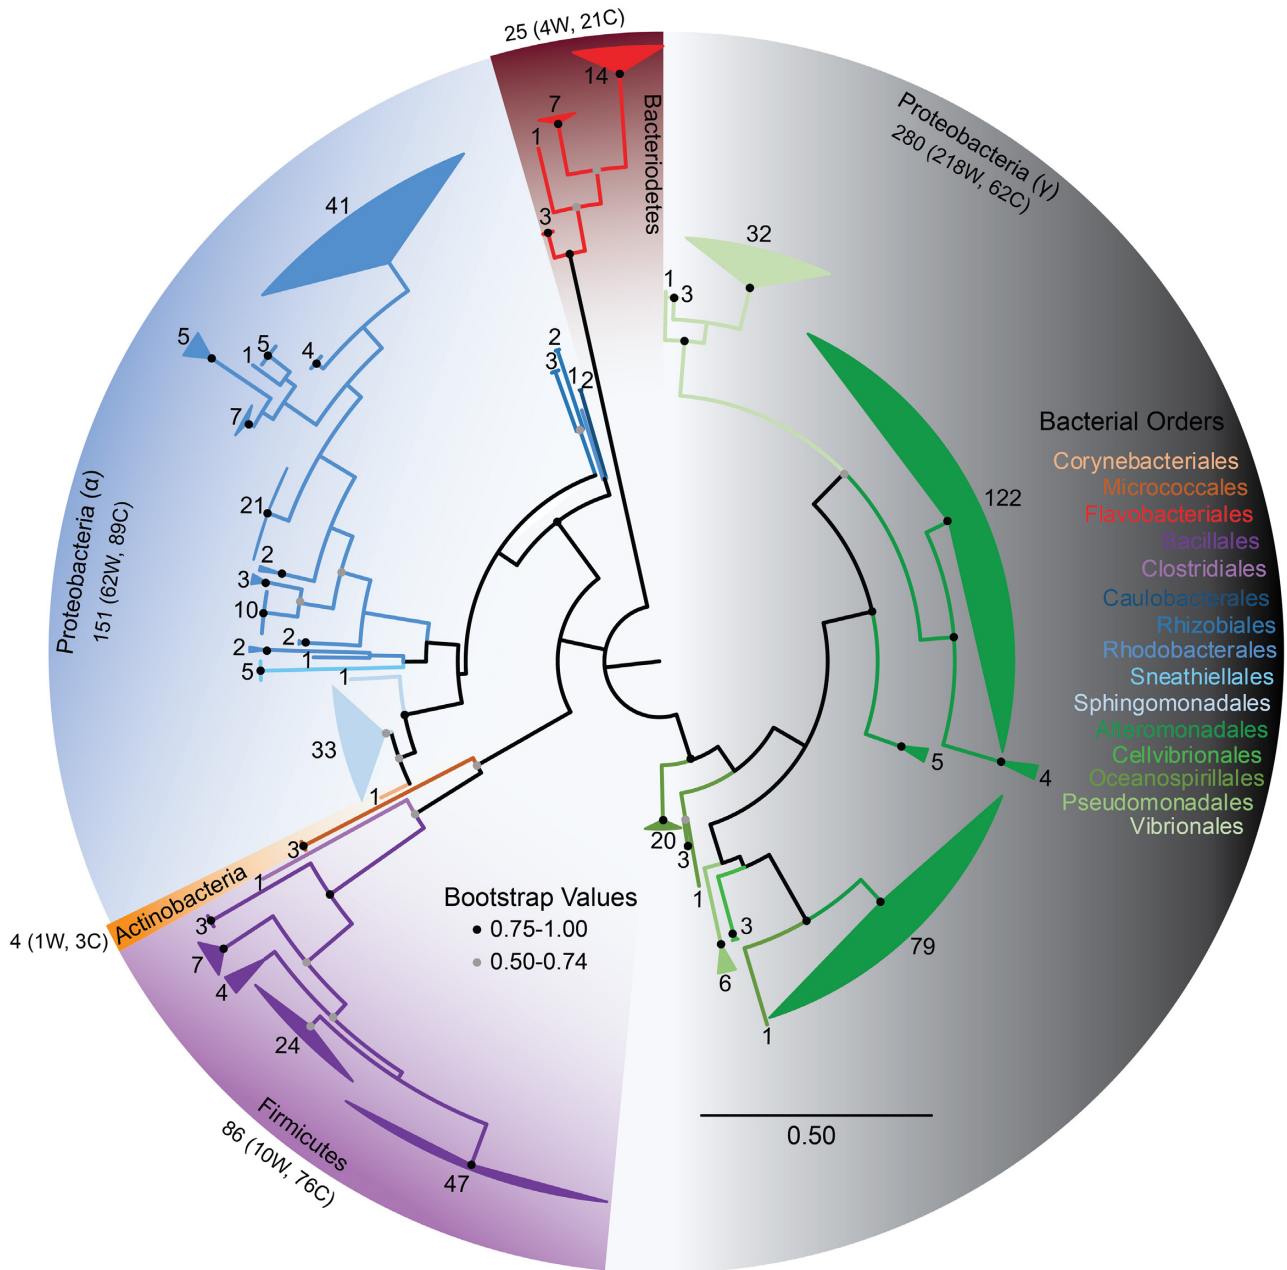 25 (4W, 21C)
14
7
1
3
Bacteriodetes
Proteobacteria (γ)
280 (218W, 62C)
32
1
3
122
5
4
20
3
1
3
6
79
1
Bacterial Orders
Corynebacteriales
Micrococcales
Flavobacteriales
Bacillales
Clostridiales
Caulobacterales
Rhizobiales
Rhodobacterales
Sneathiellales
Sphingomonadales
Alteromonadales
Cellvibrionales
Oceanospirillales
Pseudomonadales
Vibrionales
0.50
41
5
1
5
4
7
2
3
1
2
21
2
3
10
2
2
1
5
1
33
1
Proteobacteria (α)
151 (62W, 89C)
3
Actinobacteria
4 (1W, 3C)
1
3
7
4
24
47
Firmicutes
86 (10W, 76C)
Bootstrap Values
0.75-1.00
0.50-0.74